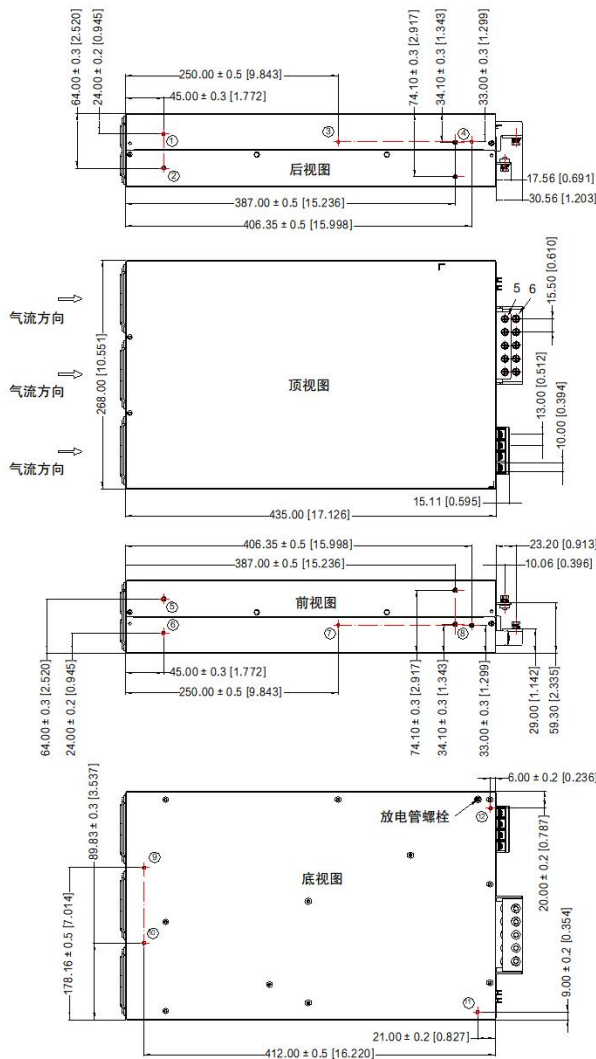 64.00 ± 0.3 [2.520]
24.00 ± 0.2 [0.945]
250.00 ± 0.5 [9.843]
45.00 ± 0.3 [1.772]
74.10 ± 0.3 [2.917]
34.10 ± 0.3 [1.343]
33.00 ± 0.3 [1.299]
①
②
③
④
后视图
17.56 [0.691]
30.56 [1.203]
387.00 ± 0.5 [15.236]
406.35 ± 0.5 [15.998]
气流方向
气流方向
气流方向
268.00 [10.551]
顶视图
5 6
15.50 [0.610]
13.00 [0.512]
10.00 [0.394]
15.11 [0.595]
435.00 [17.126]
406.35 ± 0.5 [15.998]
387.00 ± 0.5 [15.236]
23.20 [0.913]
10.06 [0.396]
⑤
前视图
⑥
⑦
⑧
64.00 ± 0.3 [2.520]
24.00 ± 0.2 [0.945]
45.00 ± 0.3 [1.772]
250.00 ± 0.5 [9.843]
74.10 ± 0.3 [2.917]
34.10 ± 0.3 [1.343]
33.00 ± 0.3 [1.299]
29.00 [1.142]
59.30 [2.335]
6.00 ± 0.2 [0.236]
放电管螺栓
⑫
20.00 ± 0.2 [0.787]
89.83 ± 0.3 [3.537]
⑨
底视图
⑩
178.16 ± 0.5 [7.014]
⑪
9.00 ± 0.2 [0.354]
21.00 ± 0.2 [0.827]
412.00 ± 0.5 [16.220]